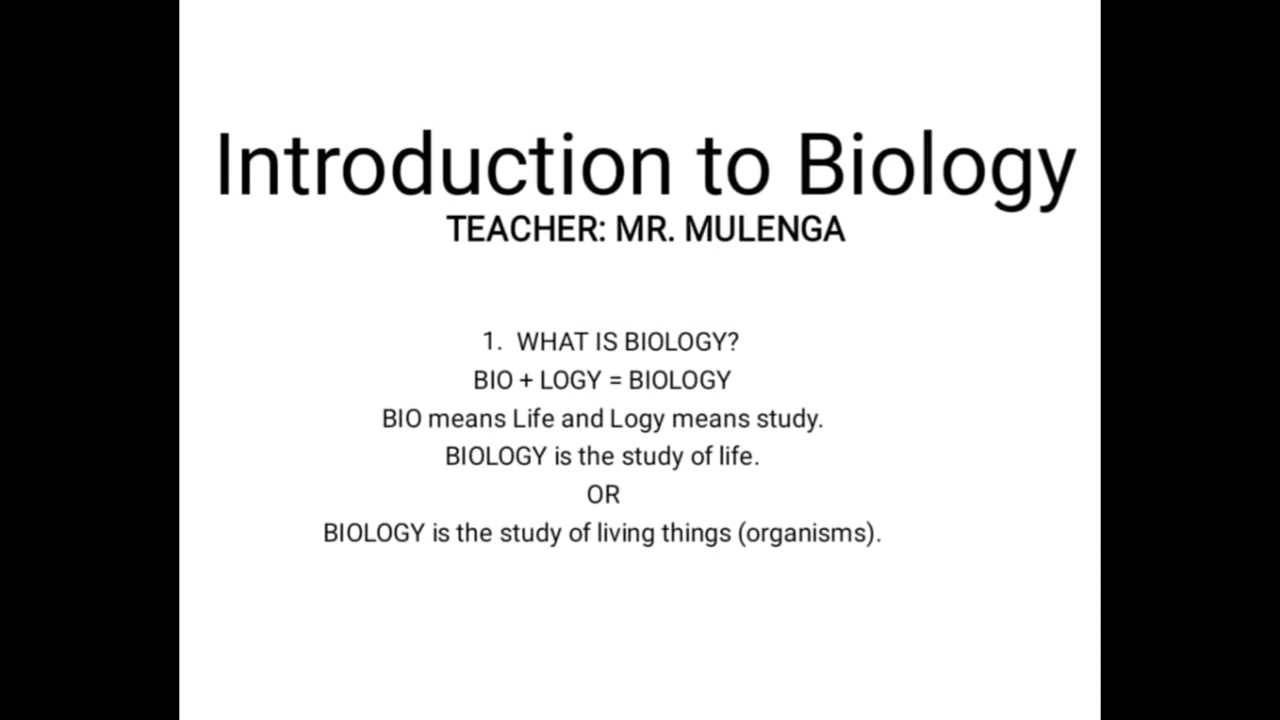 Introduction to Biology
TEACHER: MR. MULENGA
1. WHAT IS BIOLOGY?
BIO + LOGY = BIOLOGY
BIO means Life and Logy means study.
BIOLOGY is the study of life.
OR
BIOLOGY is the study of living things (organisms).